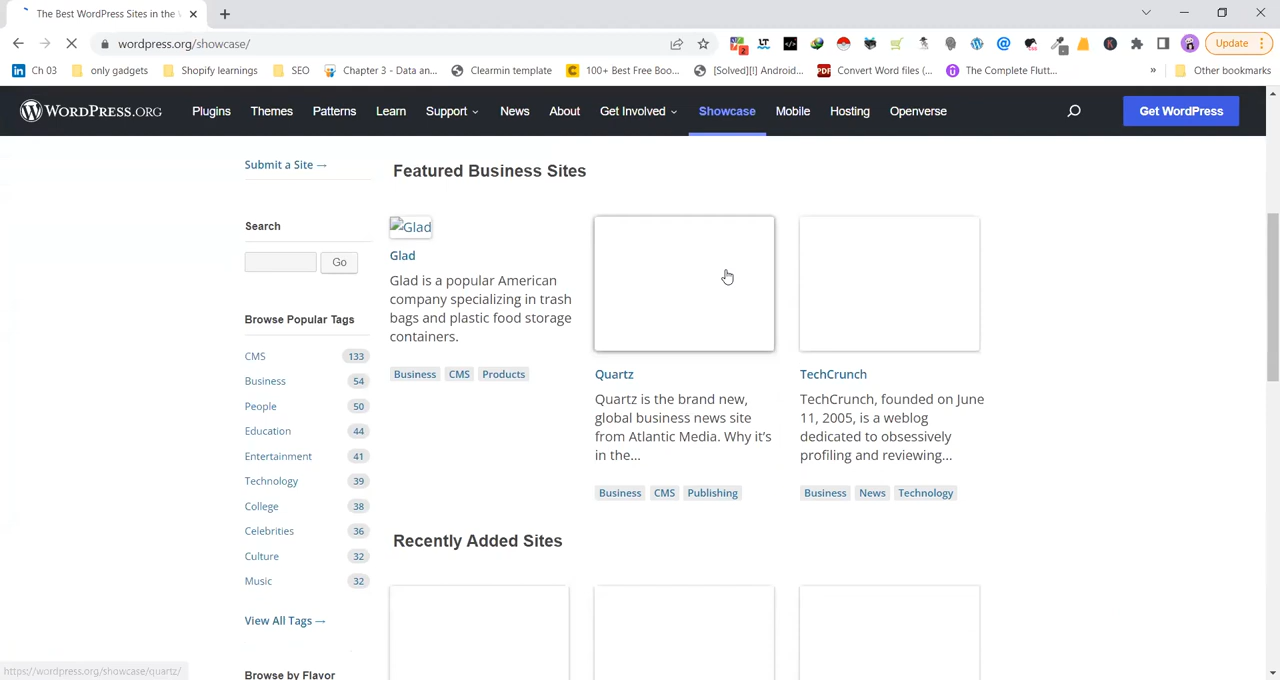 The Best WordPress Sites in the
wordpress.org/showcase/
Update
Ch 03
only gadgets
Shopify learnings
SEO
Chapter 3 - Data an...
Clarmin template
100+ Best Free Boo...
[Solved][!] Android...
Convert Word files (...
The Complete Flutt...
»
Other bookmarks
WORDPRESS.ORG
Plugins
Themes
Patterns
Learn
Support
News
About
Get Involved
Showcase
Mobile
Hosting
Openverse
Get WordPress
Submit a Site →
Search
Go
Browse Popular Tags
CMS 133
Business 54
People 50
Education 44
Entertainment 41
Technology 39
College 38
Celebrities 36
Culture 32
Music 32
View All Tags →
Browse by Flavor
Featured Business Sites
Glad
Glad
Glad is a popular American
company specializing in trash
bags and plastic food storage
containers.
Business CMS Products
Quartz
Quartz is the brand new,
global business news site
from Atlantic Media. Why it's
in the...
Business CMS Publishing
TechCrunch
TechCrunch, founded on June
11, 2005, is a weblog
dedicated to obsessively
profiling and reviewing...
Business News Technology
Recently Added Sites
https://wordpress.org/showcase/quartz/